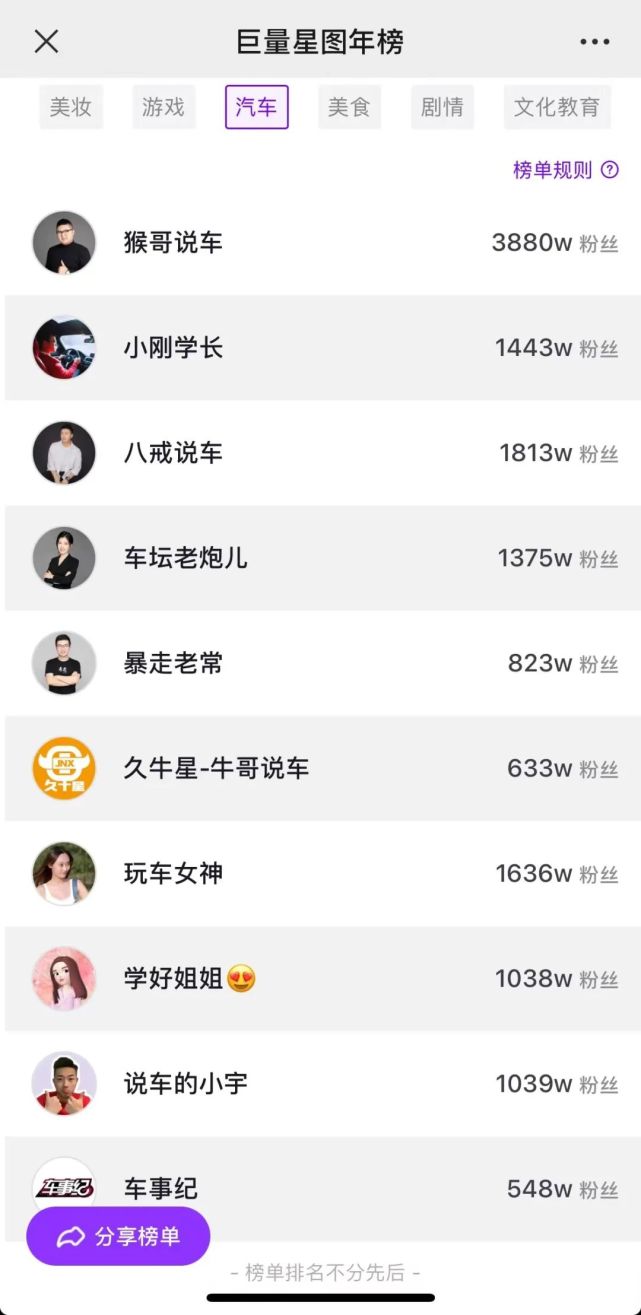 巨量星图年榜
美妆 游戏 汽车 美食 剧情 文化教育
榜单规则
猴哥说车 3880w 粉丝
小刚学长 1443w 粉丝
八戒说车 1813w 粉丝
车坛老炮儿 1375w 粉丝
暴走老常 823w 粉丝
JNX
久牛星
久牛星-牛哥说车 633w 粉丝
玩车女神 1636w 粉丝
学好姐姐😍 1038w 粉丝
说车的小宇 1039w 粉丝
车事纪
车事纪 548w 粉丝
分享榜单
- 榜单排名不分先后 -